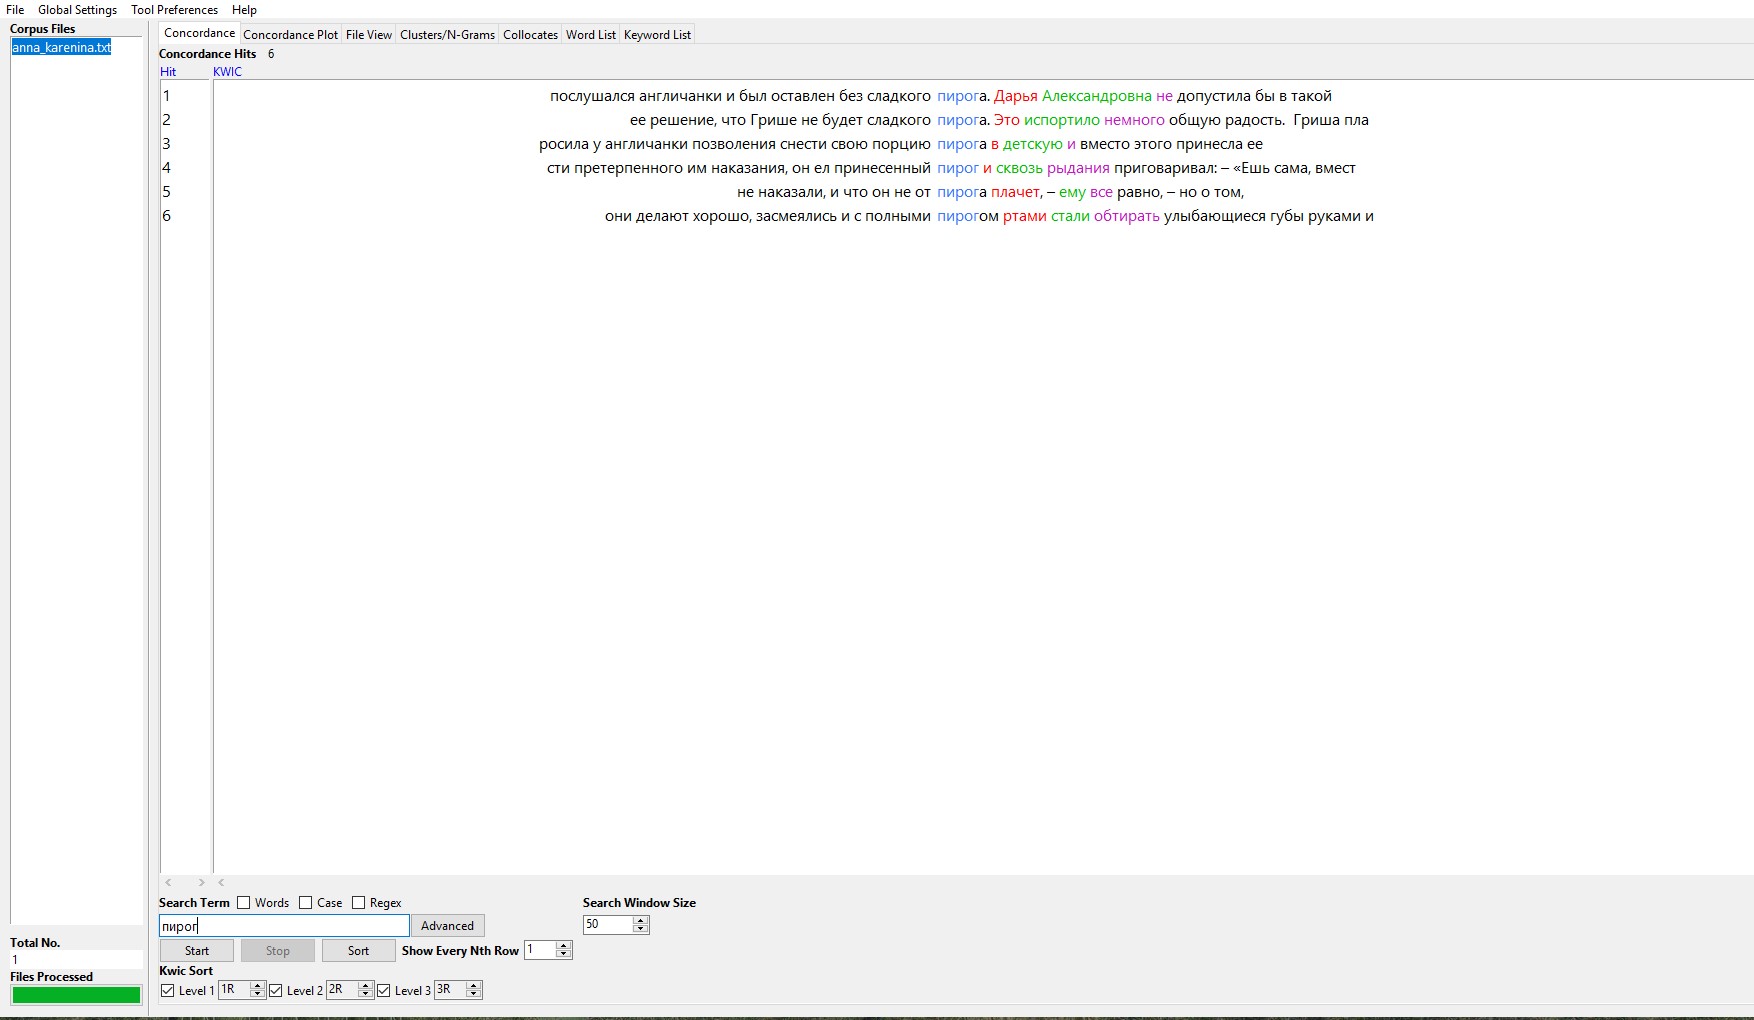 File Global Settings Tool Preferences Help
Corpus Files
anna_karenina.txt
Concordance Concordance Plot File View Clusters/N-Grams Collocates Word List Keyword List
Concordance Hits 6
Hit KWIC
1 послушался англичанки и был оставлен без сладкого пирога. Дарья Александровна не допустила бы в такой
2 ее решение, что Грише не будет сладкого пирога. Это испортило немного общую радость. Гриша пла
3 росила у англичанки позволения снести свою порцию пирога в детскую и вместо этого принесла ее
4 сти претерпенного им наказания, он ел принесенный пирог и сквозь рыдания приговаривал: – «Ешь сама, вмест
5 не наказали, и что он не от пирога плачет, – ему все равно, – но о том,
6 они делают хорошо, засмеялись и с полными пирогом ртами стали обтирать улыбающиеся губы руками и
Search Term Words Case Regex Search Window Size
пирог Advanced 50
Start Stop Sort Show Every Nth Row 1
Kwic Sort
Level 1 1R Level 2 2R Level 3 3R
Total No.
1
Files Processed